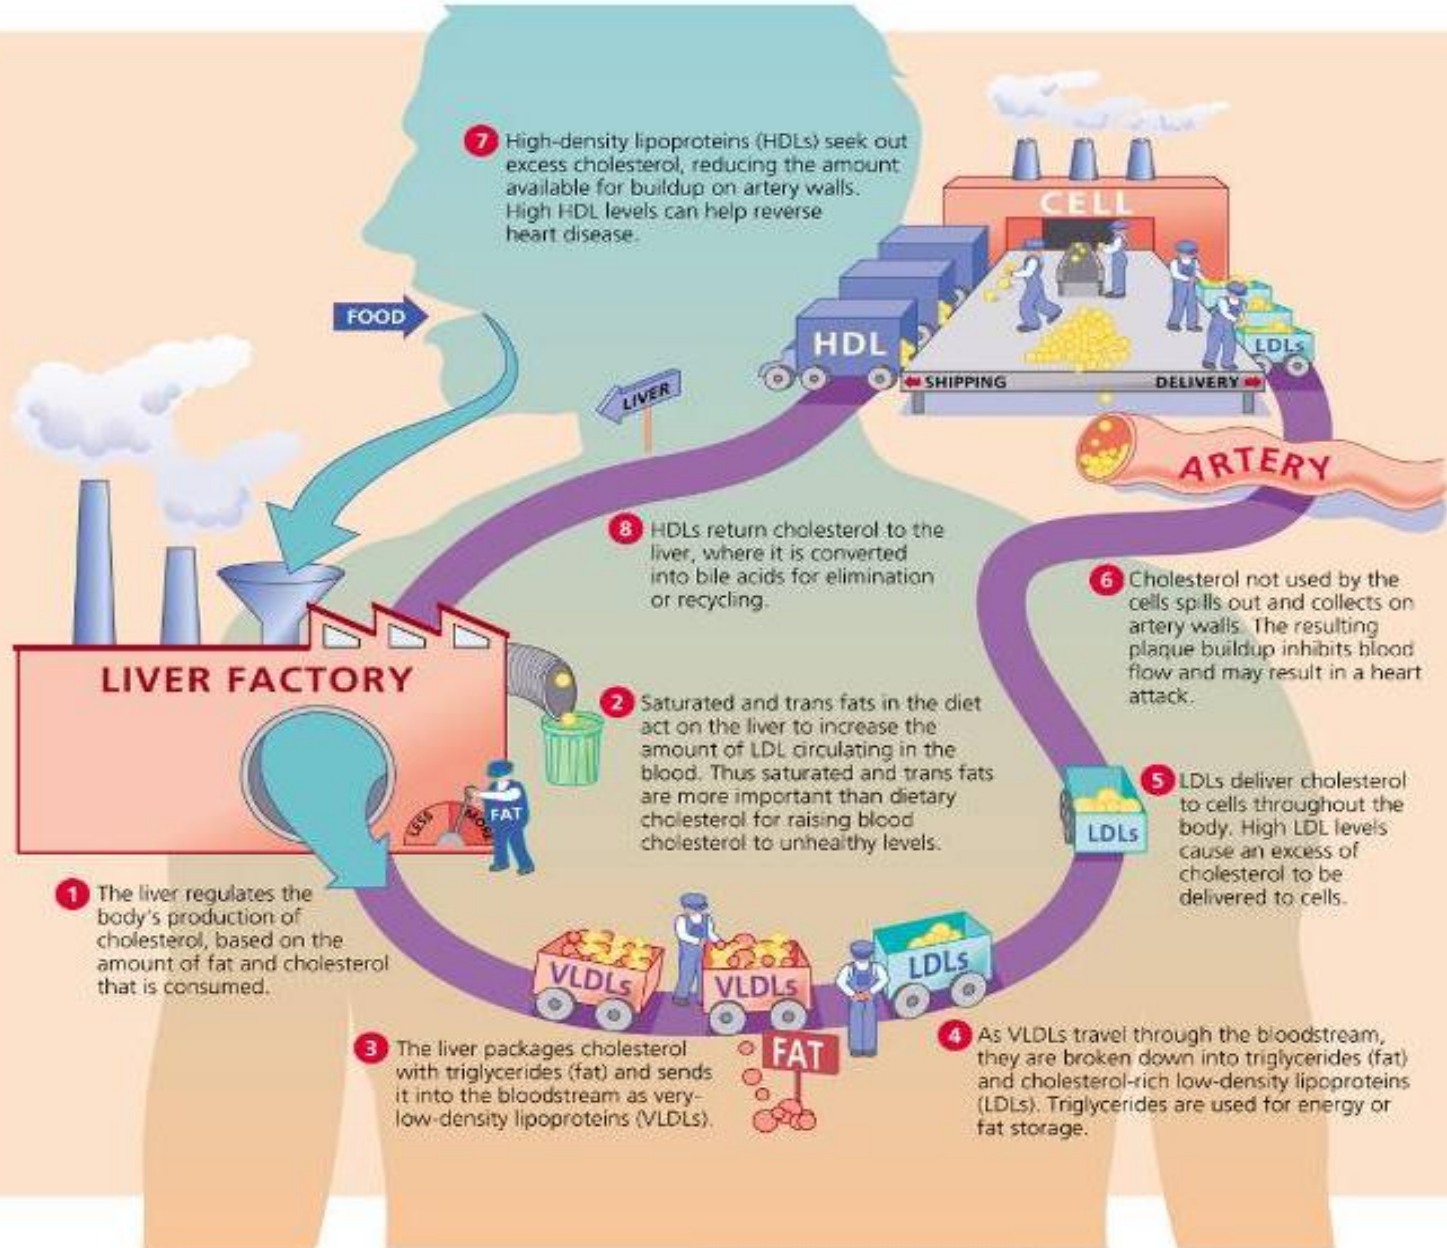 7 High-density lipoproteins (HDLs) seek out
excess cholesterol, reducing the amount
available for buildup on artery walls.
High HDL levels can help reverse
heart disease.
CELL
FOOD
HDL
LDLs
SHIPPING
DELIVERY
LIVER
ARTERY
8 HDLs return cholesterol to the
liver, where it is converted
into bile acids for elimination
or recycling.
6 Cholesterol not used by the
cells spills out and collects on
artery walls. The resulting
plaque buildup inhibits blood
flow and may result in a heart
attack.
LIVER FACTORY
2 Saturated and trans fats in the diet
act on the liver to increase the
amount of LDL circulating in the
blood. Thus saturated and trans fats
are more important than dietary
cholesterol for raising blood
cholesterol to unhealthy levels.
LESS
MORE
FAT
5 LDLs deliver cholesterol
to cells throughout the
body. High LDL levels
cause an excess of
cholesterol to be
delivered to cells.
LDLs
1 The liver regulates the
body's production of
cholesterol, based on the
amount of fat and cholesterol
that is consumed.
VLDLs
VLDLs
LDLs
3 The liver packages cholesterol
with triglycerides (fat) and sends
it into the bloodstream as very-
low-density lipoproteins (VLDLs).
FAT
4 As VLDLs travel through the bloodstream,
they are broken down into triglycerides (fat)
and cholesterol-rich low-density lipoproteins
(LDLs). Triglycerides are used for energy or
fat storage.